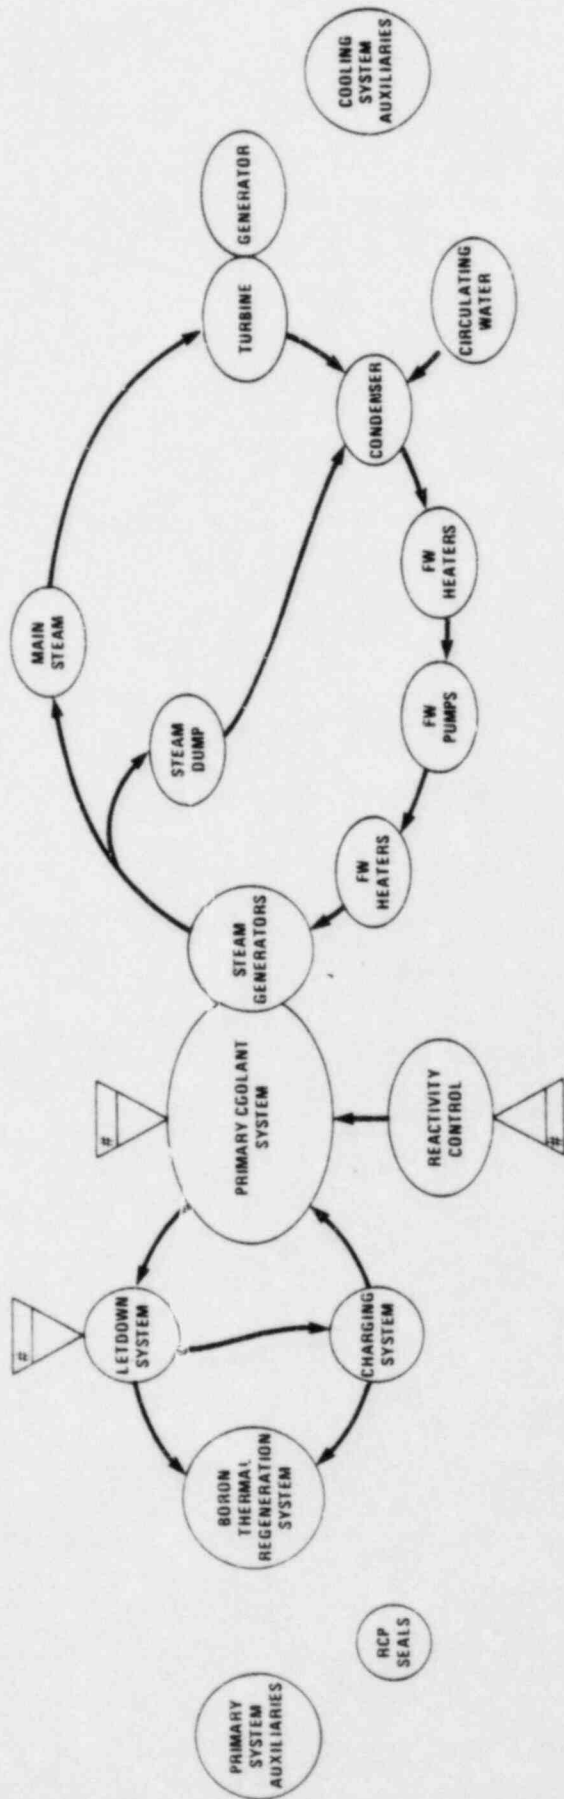 PRIMARY
SYSTEM
AUXILIARIES
RCP
SEALS
BORON
THERMAL
REGENERATION
SYSTEM
#
LETDOWN
SYSTEM
CHARGING
SYSTEM
#
PRIMARY COOLANT
SYSTEM
REACTIVITY
CONTROL
#
STEAM
GENERATORS
FW
HEATERS
STEAM
DUMP
FW
PUMPS
MAIN
STEAM
FW
HEATERS
CONDENSER
TURBINE
GENERATOR
CIRCULATING
WATER
COOLING
SYSTEM
AUXILIARIES